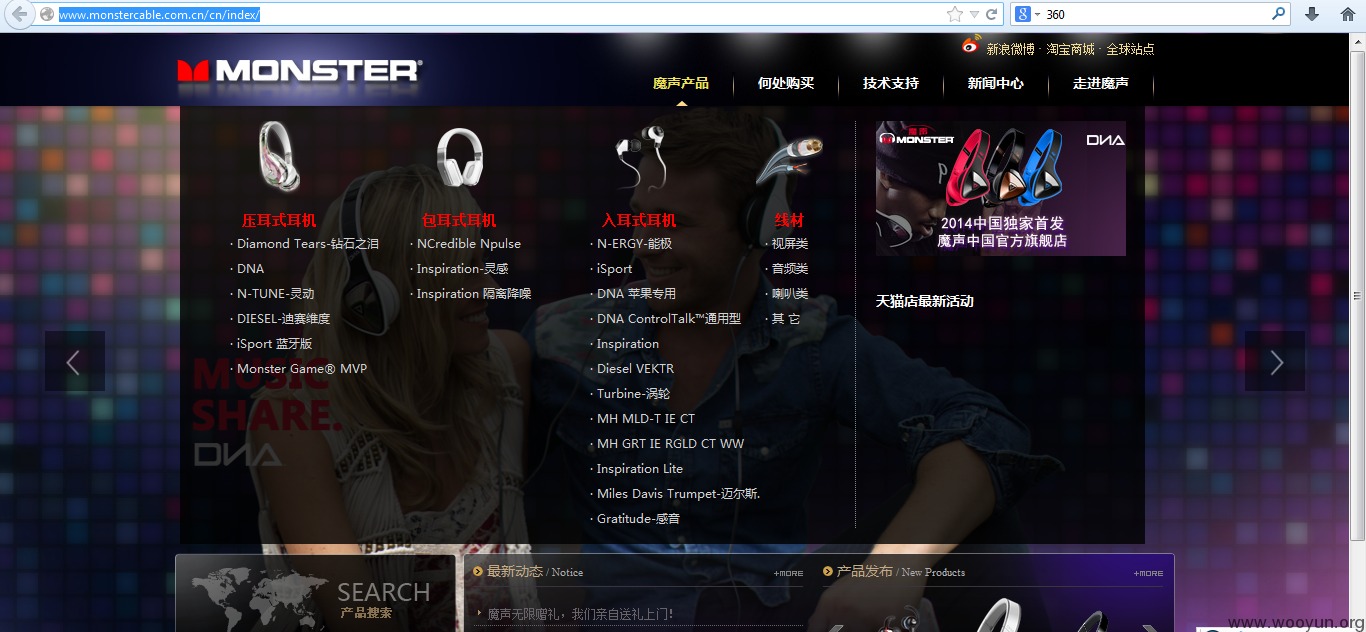 www.monstercable.com.cn/cn/index/
360
新浪微博 · 淘宝商城 · 全球站点
MONSTER
魔声产品 何处购买 技术支持 新闻中心 走进魔声
压耳式耳机
· Diamond Tears-钻石之泪
· DNA
· N-TUNE-灵动
· DIESEL-迪赛维度
· iSport 蓝牙版
· Monster Game® MVP
包耳式耳机
· NCredible Npulse
· Inspiration-灵感
· Inspiration 隔离降噪
入耳式耳机
· N-ERGY-能极
· iSport
· DNA 苹果专用
· DNA ControlTalk™通用型
· Inspiration
· Diesel VEKTR
· Turbine-涡轮
· MH MLD-T IE CT
· MH GRT IE RGLD CT WW
· Inspiration Lite
· Miles Davis Trumpet-迈尔斯.
· Gratitude-感音
线材
· 视屏类
· 音频类
· 喇叭类
· 其 它
魔声
MONSTER
DNA
2014中国独家首发
魔声中国官方旗舰店
天猫店最新活动
MUSIC
SHARE.
DNA
SEARCH
产品搜索
最新动态 / Notice
+MORE
魔声无限赠礼，我们亲自送礼上门！
产品发布 / New Products
+MORE
www.wooyun.org